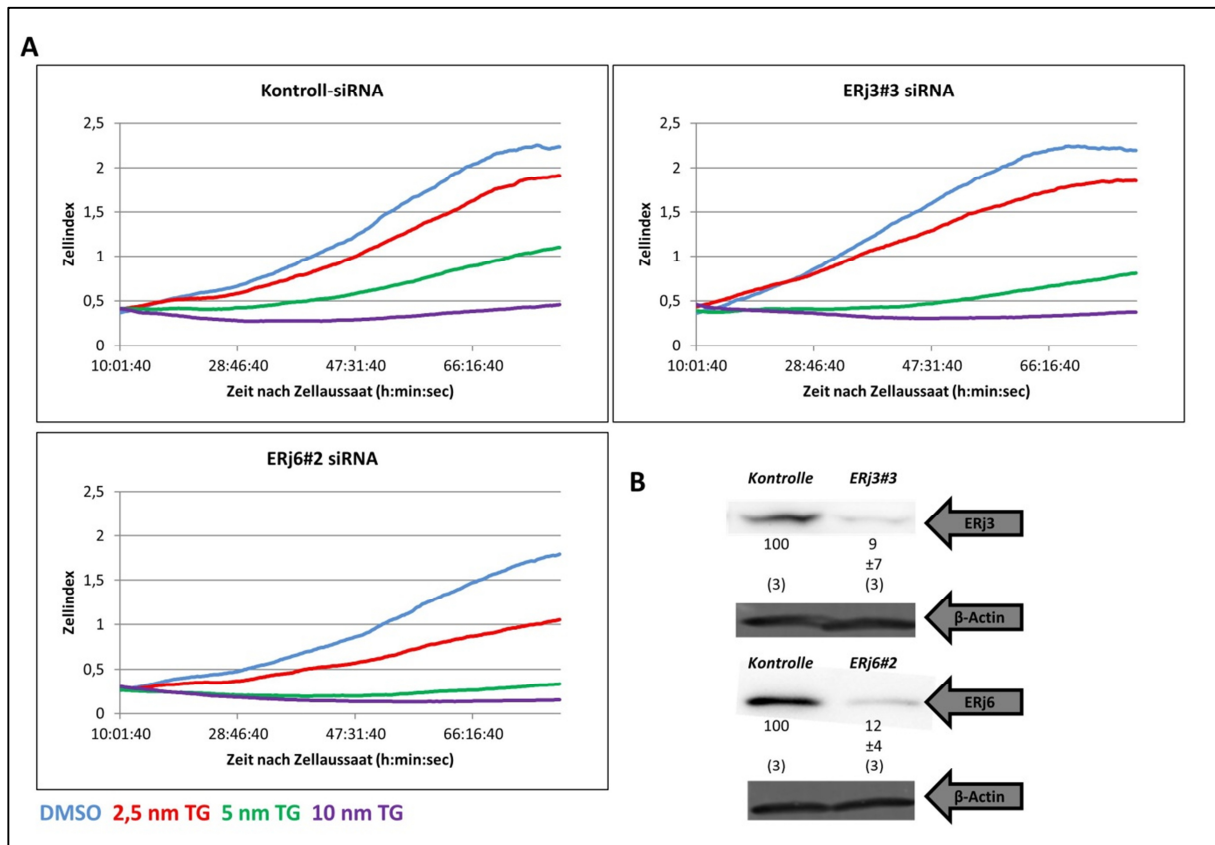 A
Kontroll-siRNA
Zellindex
2,5
2
1,5
1
0,5
0
10:01:40 28:46:40 47:31:40 66:16:40
Zeit nach Zellaussaat (h:min:sec)
ERj3#3 siRNA
Zellindex
2,5
2
1,5
1
0,5
0
10:01:40 28:46:40 47:31:40 66:16:40
Zeit nach Zellaussaat (h:min:sec)
ERj6#2 siRNA
Zellindex
2,5
2
1,5
1
0,5
0
10:01:40 28:46:40 47:31:40 66:16:40
Zeit nach Zellaussaat (h:min:sec)
DMSO 2,5 nm TG 5 nm TG 10 nm TG
B
Kontrolle ERj3#3
ERj3
100 9
±7
(3) (3)
β-Actin
Kontrolle ERj6#2
ERj6
100 12
±4
(3) (3)
β-Actin